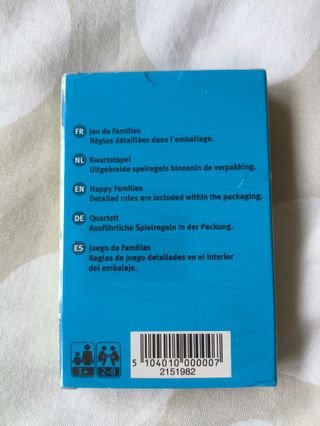 FR Jeu de Familles
Règles détaillées dans l'emballage.
NL Kwartetspel
Uitgebreide spelregels binnenin de verpakking.
EN Happy Families
Detailed rules are included within the packaging.
DE Quartett
Ausführliche Spielregeln in der Packung.
ES Juego de Familias
Reglas de juego detallades en el interior
del embalaje.
3+ 2-8
5 104010 000007
2151982